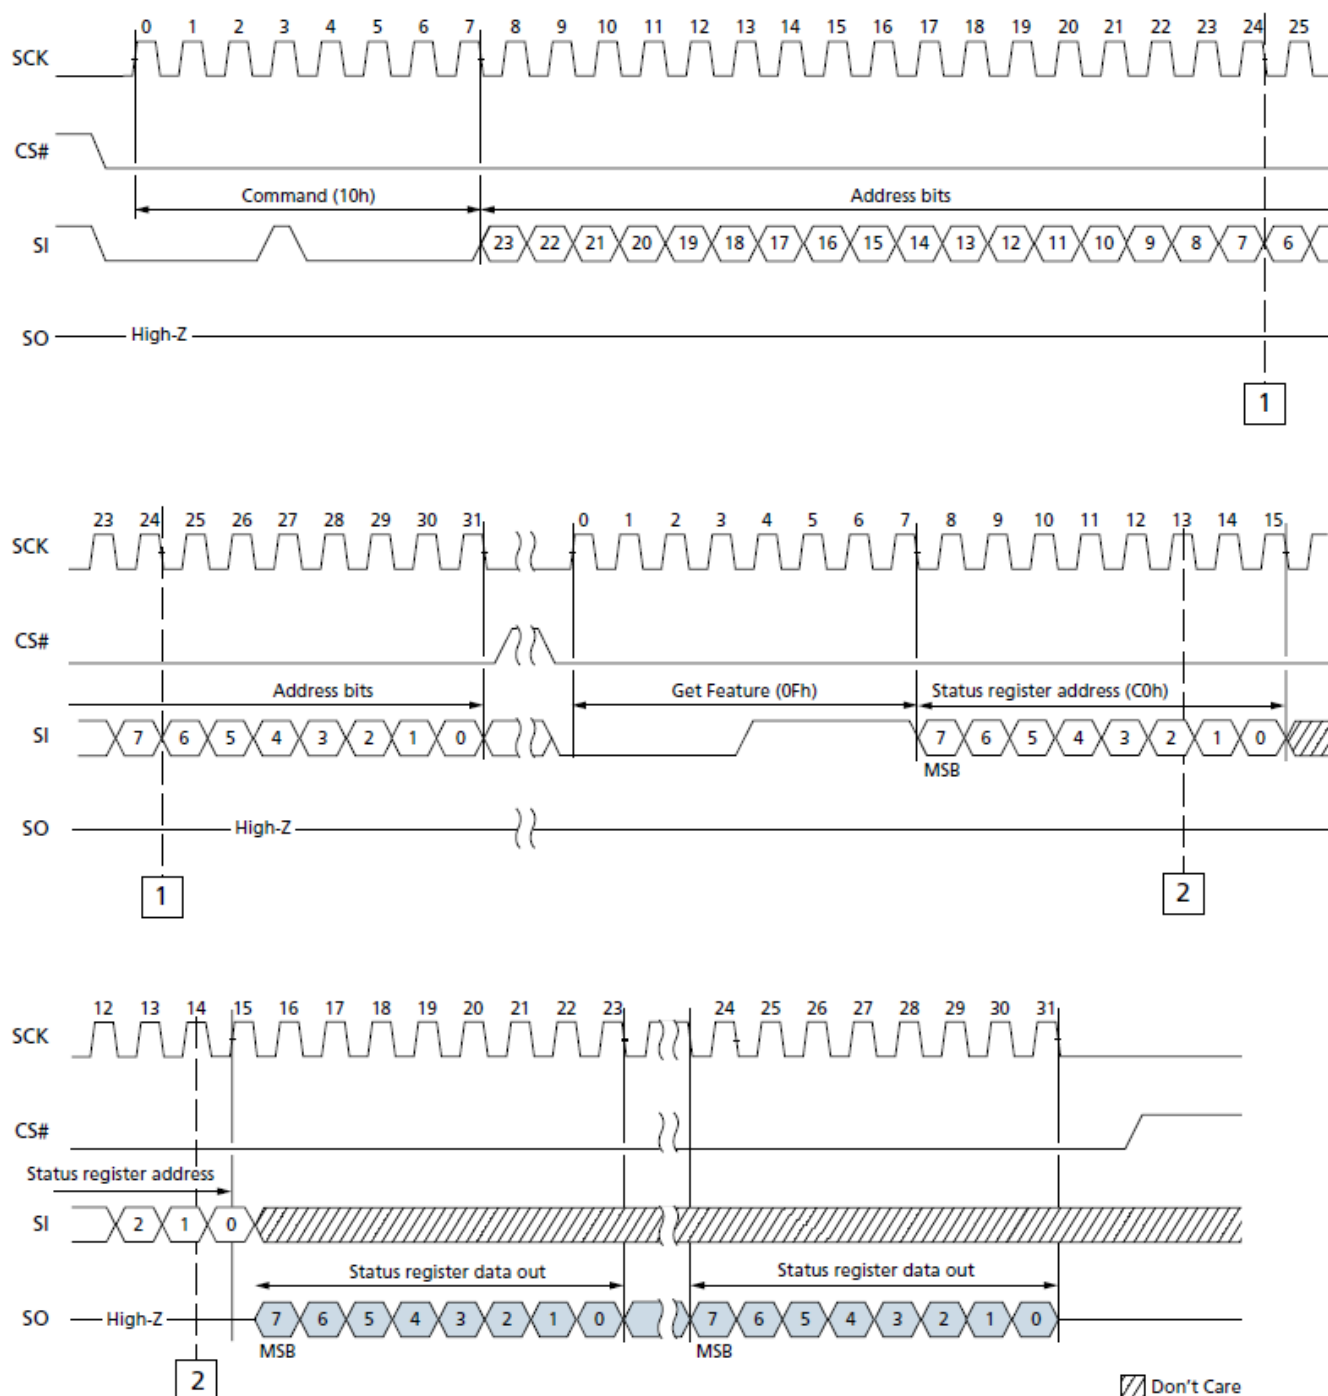 0 1 2 3 4 5 6 7 8 9 10 11 12 13 14 15 16 17 18 19 20 21 22 23 24 25
SCK
CS#
Command (10h) Address bits
SI 23 22 21 20 19 18 17 16 15 14 13 12 11 10 9 8 7 6
SO High-Z
1
23 24 25 26 27 28 29 30 31 0 1 2 3 4 5 6 7 8 9 10 11 12 13 14 15
SCK
CS#
Address bits Get Feature (0Fh) Status register address (C0h)
SI 7 6 5 4 3 2 1 0 7 6 5 4 3 2 1 0
MSB
SO High-Z
1 2
12 13 14 15 16 17 18 19 20 21 22 23 24 25 26 27 28 29 30 31
SCK
CS#
Status register address
SI 2 1 0
Status register data out Status register data out
SO High-Z 7 6 5 4 3 2 1 0 7 6 5 4 3 2 1 0
MSB MSB
2
Don't Care